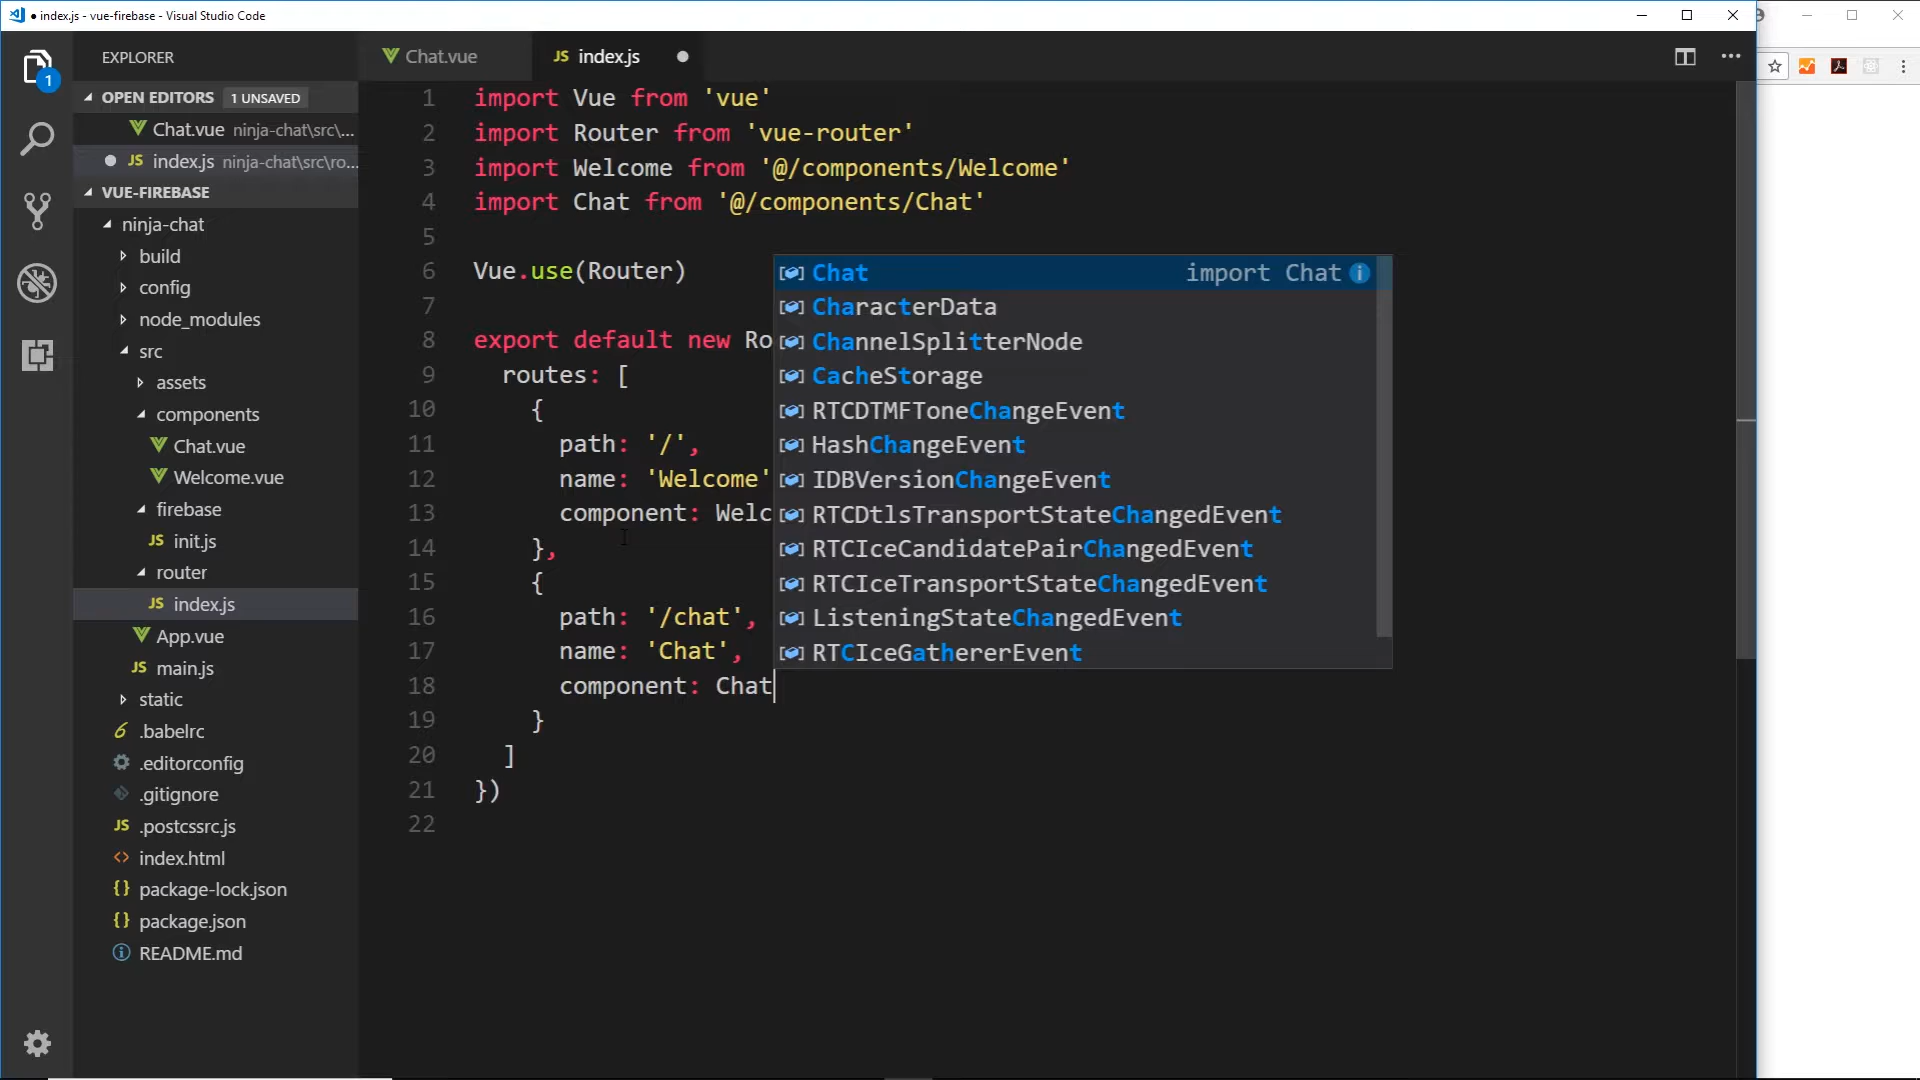 index.js - vue-firebase - Visual Studio Code
EXPLORER
Chat.vue
JS index.js
OPEN EDITORS 1 UNSAVED
Chat.vue ninja-chat\src\...
JS index.js ninja-chat\src\ro...
VUE-FIREBASE
ninja-chat
build
config
node_modules
src
assets
components
Chat.vue
Welcome.vue
firebase
JS init.js
router
JS index.js
App.vue
JS main.js
static
6 .babelrc
.editorconfig
.gitignore
JS .postcssrc.js
<> index.html
{} package-lock.json
{} package.json
README.md
1
1 import Vue from 'vue'
2 import Router from 'vue-router'
3 import Welcome from '@/components/Welcome'
4 import Chat from '@/components/Chat'
5
6 Vue.use(Router)
7
8 export default new Ro
9 routes: [
10 {
11 path: '/',
12 name: 'Welcome'
13 component: Welc
14 },
15 {
16 path: '/chat',
17 name: 'Chat',
18 component: Chat
19 }
20 ]
21 })
22
Chat import Chat
CharacterData
ChannelSplitterNode
CacheStorage
RTCDTMFToneChangeEvent
HashChangeEvent
IDBVersionChangeEvent
RTCDtlsTransportStateChangedEvent
RTCIceCandidatePairChangedEvent
RTCIceTransportStateChangedEvent
ListeningStateChangedEvent
RTCIceGathererEvent